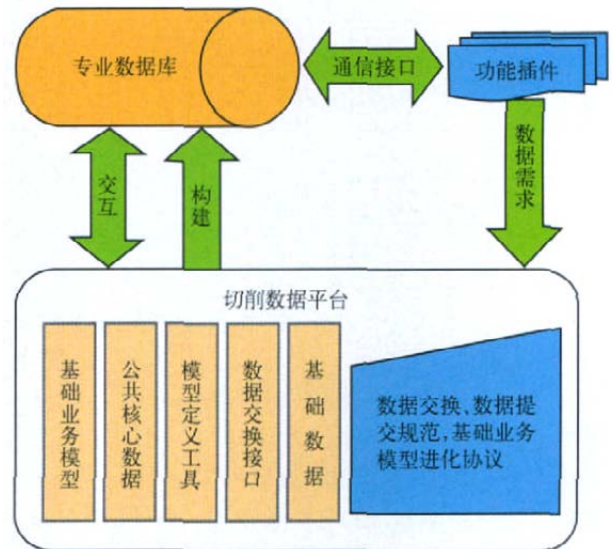 专业数据库
通信接口
功能插件
交互
构建
数据需求
切削数据平台
基础业务模型
公共核心数据
模型定义工具
数据交换接口
基础数据
数据交换、数据提
交规范,基础业务
模型进化协议